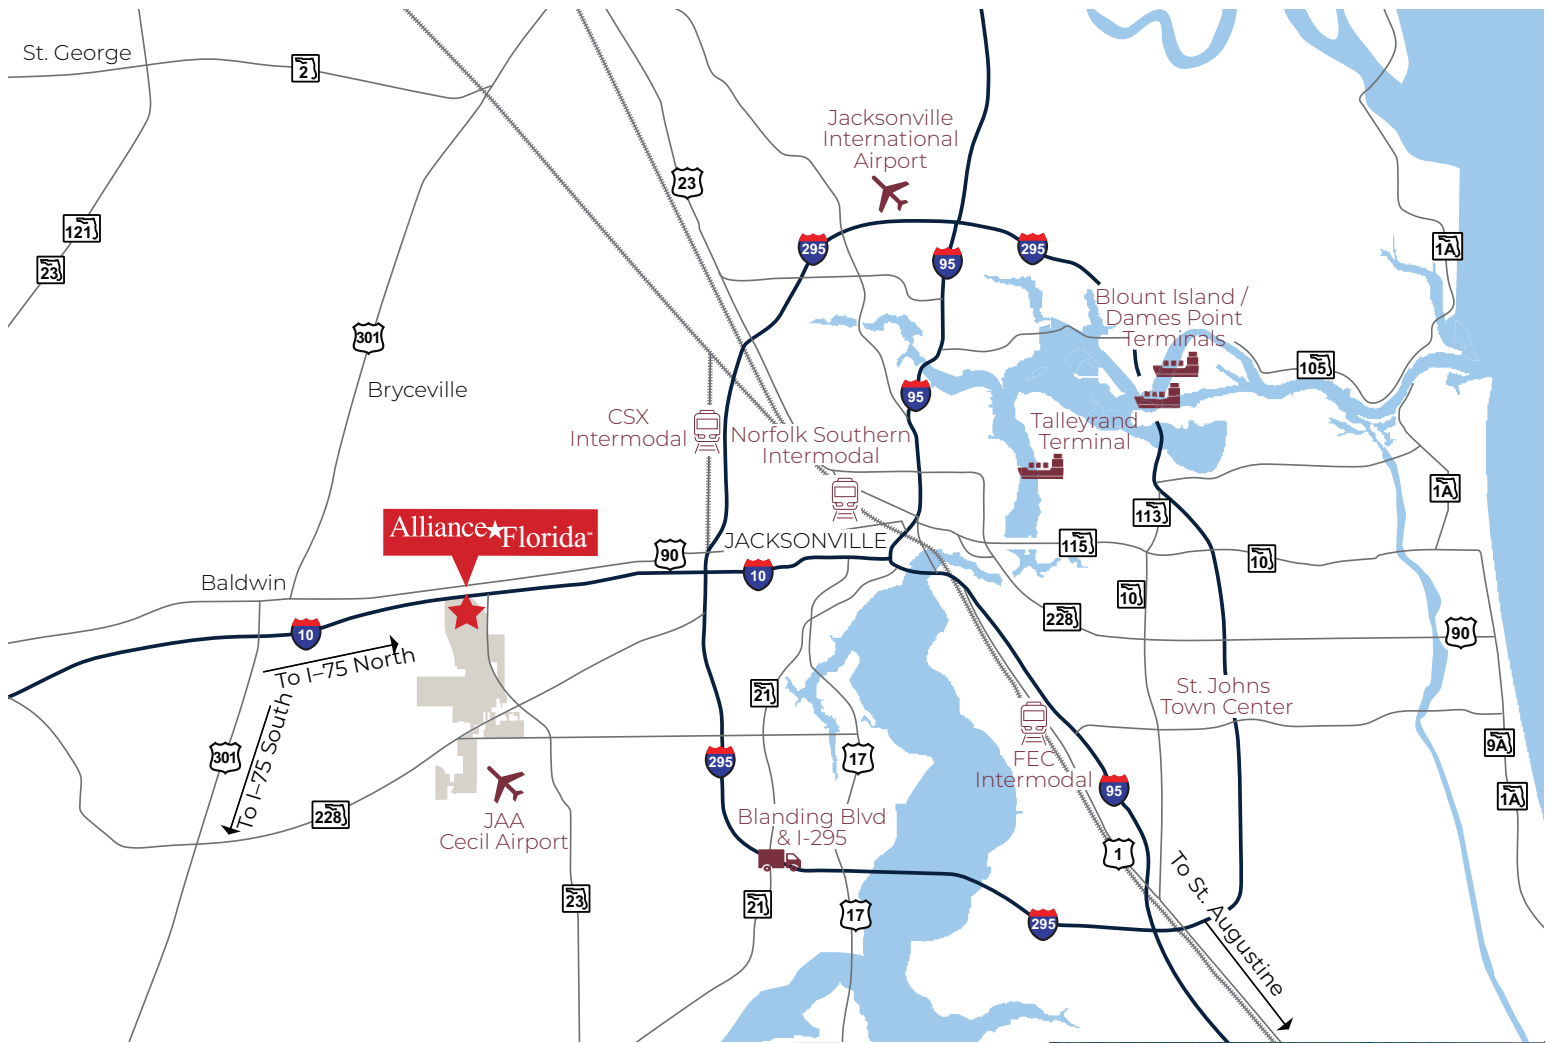 St. George
2
Jacksonville
International
Airport
23
121
23
295
95
295
1A
Blount Island /
Dames Point
Terminals
301
105
Bryceville
95
CSX
Intermodal
Norfolk Southern
Intermodal
Talleyrand
Terminal
1A
113
Alliance★Florida™
90
JACKSONVILLE
115
10
10
Baldwin
10
10
228
90
To I–75 North
21
St. Johns
Town Center
To I–75 South
301
295
17
9A
FEC
Intermodal
95
1A
228
JAA
Cecil Airport
Blanding Blvd
& I-295
1
23
21
17
295
To St. Augustine